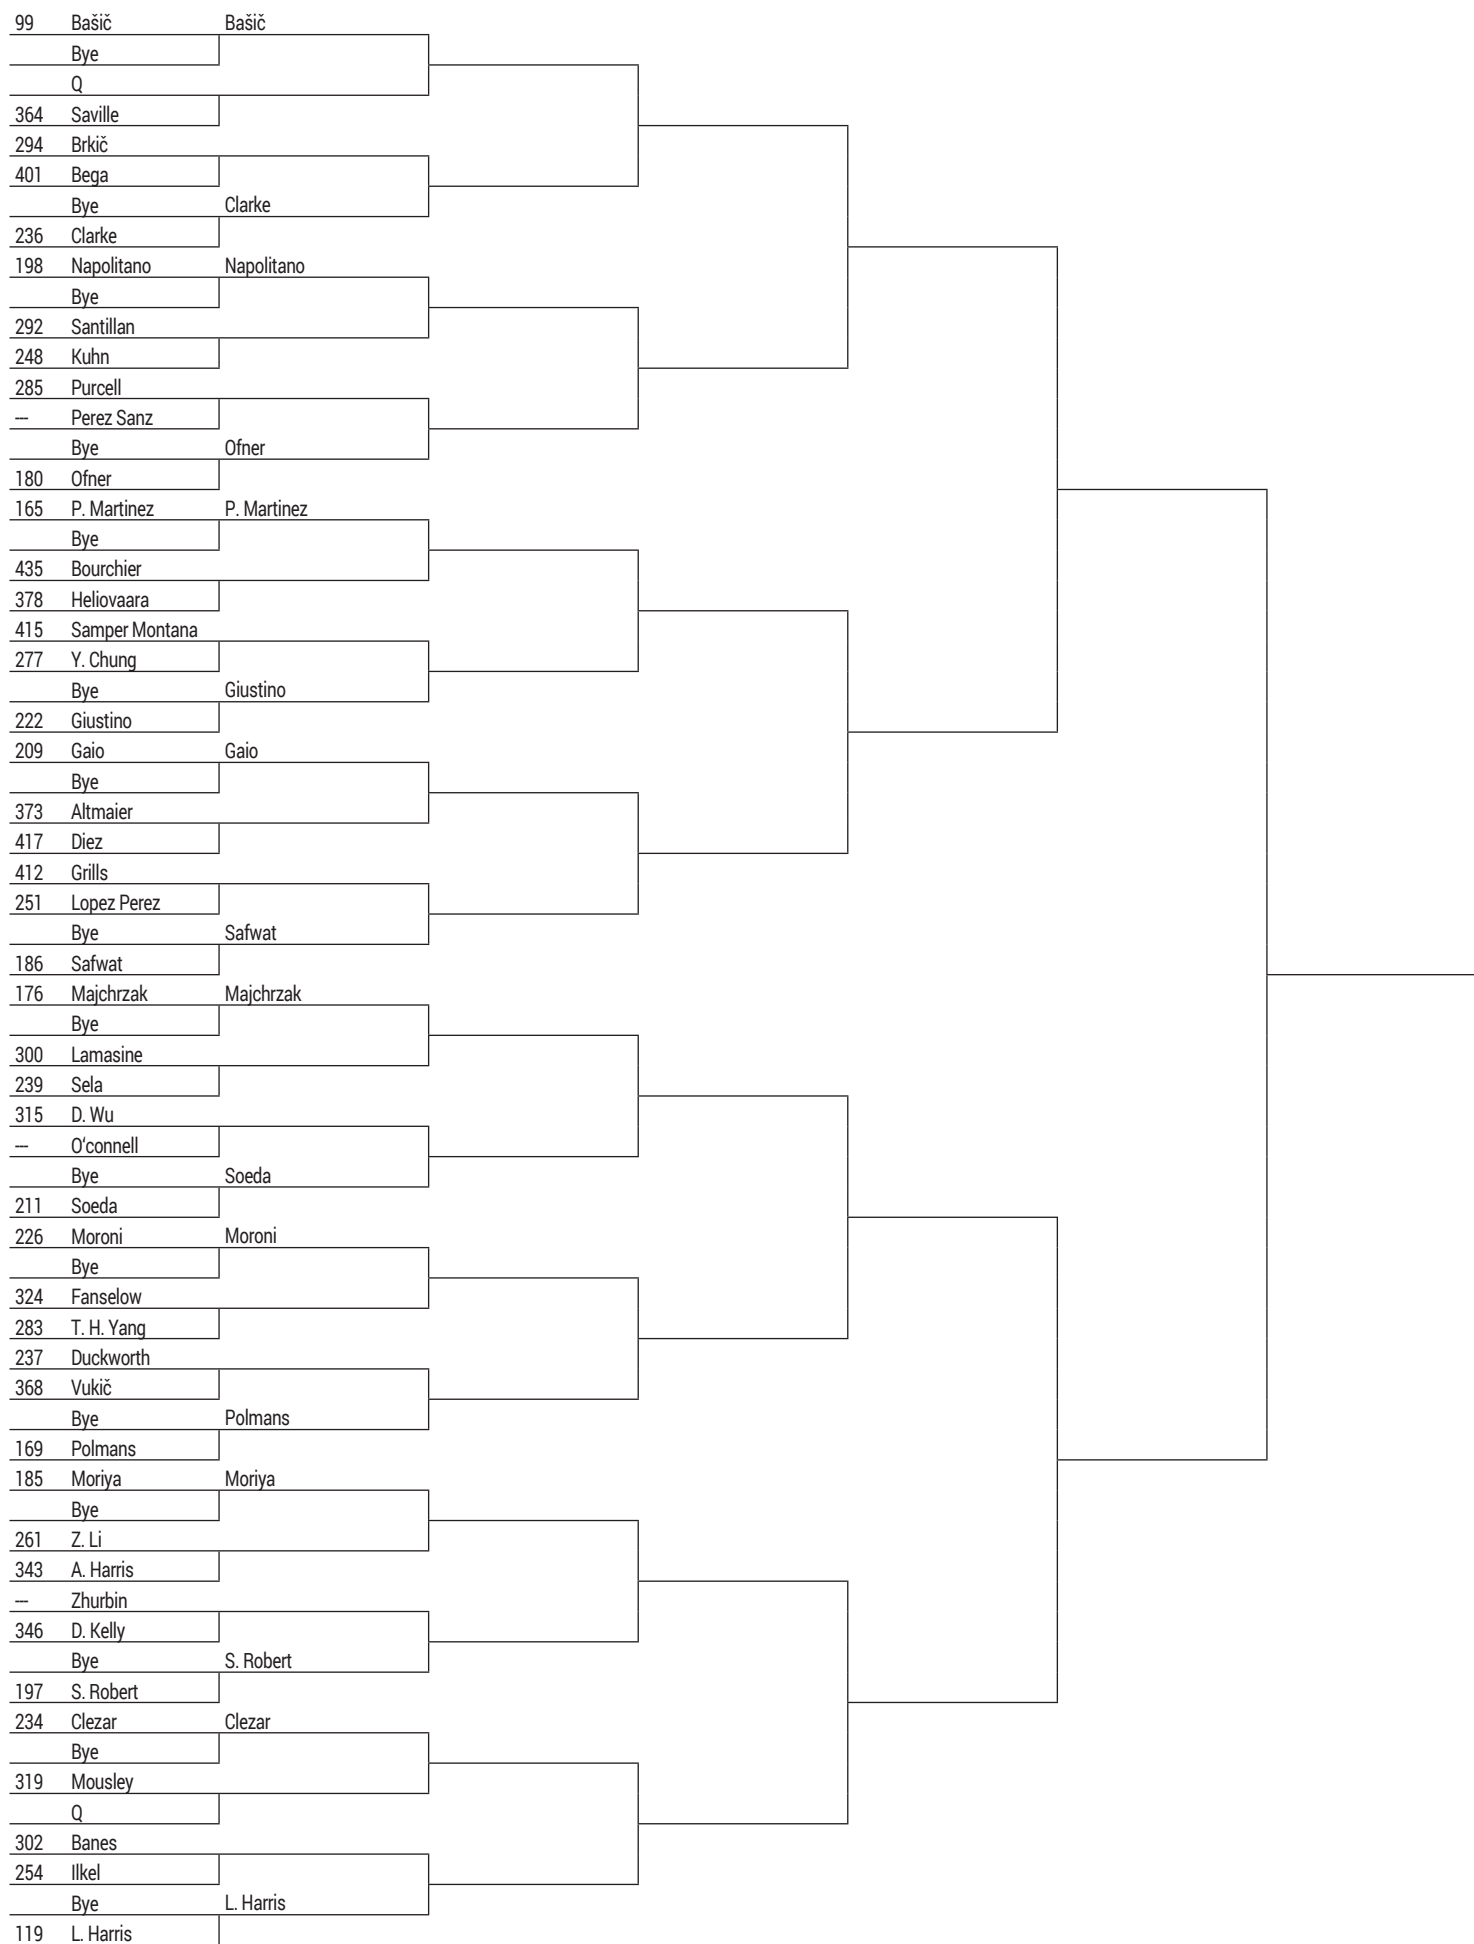 99 Bašič Bašič
Bye
Q
364 Saville
294 Brkič
401 Bega
Bye Clarke
236 Clarke
198 Napolitano Napolitano
Bye
292 Santillan
248 Kuhn
285 Purcell
--- Perez Sanz
Bye Ofner
180 Ofner
165 P. Martinez P. Martinez
Bye
435 Bourchier
378 Heliovaara
415 Samper Montana
277 Y. Chung
Bye Giustino
222 Giustino
209 Gaio Gaio
Bye
373 Altmaier
417 Diez
412 Grills
251 Lopez Perez
Bye Safwat
186 Safwat
176 Majchrzak Majchrzak
Bye
300 Lamasine
239 Sela
315 D. Wu
--- O'connell
Bye Soeda
211 Soeda
226 Moroni Moroni
Bye
324 Fanselow
283 T. H. Yang
237 Duckworth
368 Vukič
Bye Polmans
169 Polmans
185 Moriya Moriya
Bye
261 Z. Li
343 A. Harris
--- Zhurbin
346 D. Kelly
Bye S. Robert
197 S. Robert
234 Clezar Clezar
Bye
319 Mousley
Q
302 Banes
254 Ilkel
Bye L. Harris
119 L. Harris